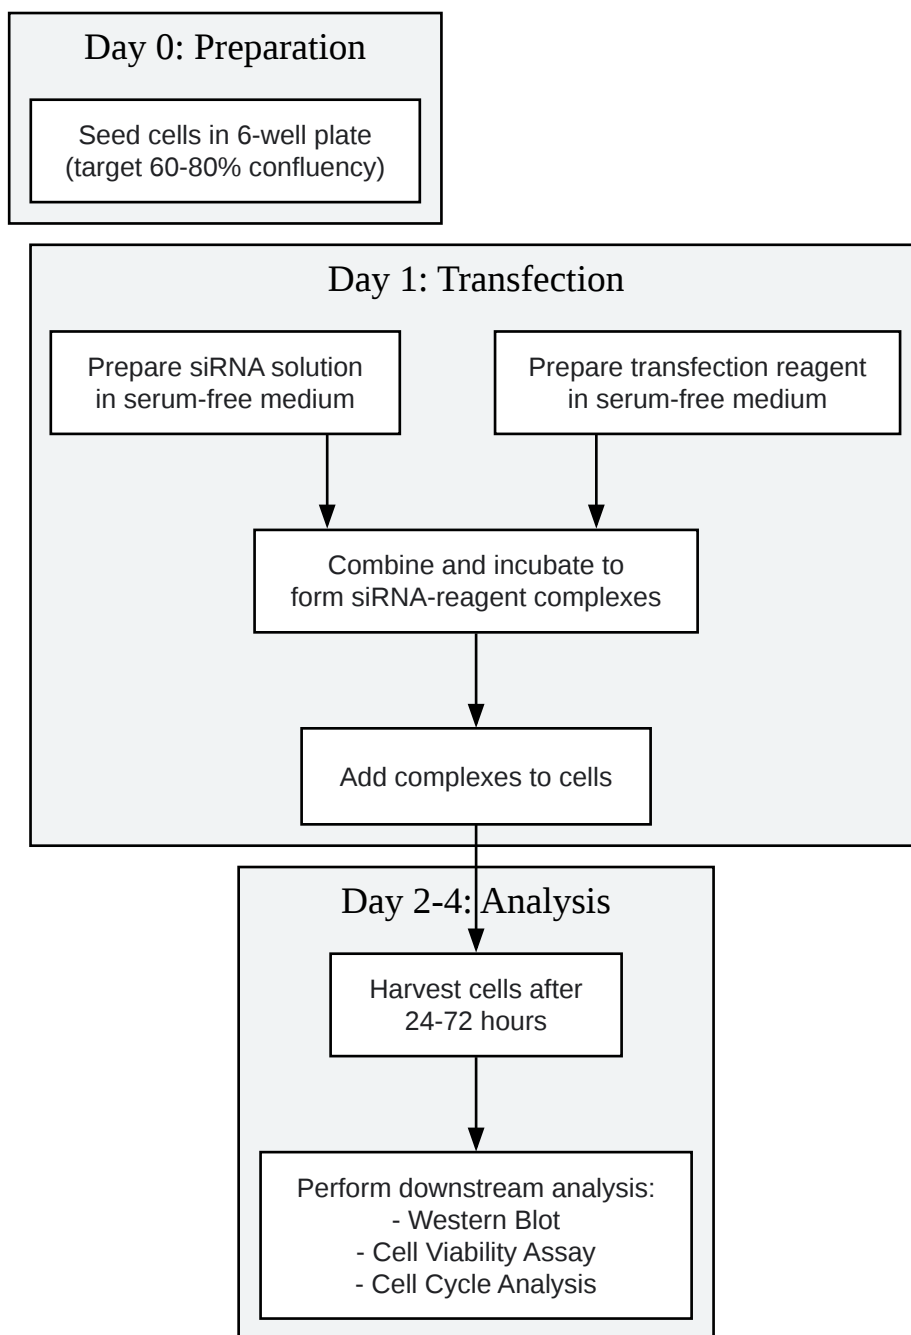 Day 0: Preparation
Seed cells in 6-well plate
(target 60-80% confluency)
Day 1: Transfection
Prepare siRNA solution
in serum-free medium
Prepare transfection reagent
in serum-free medium
Combine and incubate to
form siRNA-reagent complexes
Add complexes to cells
Day 2-4: Analysis
Harvest cells after
24-72 hours
Perform downstream analysis:
- Western Blot
- Cell Viability Assay
- Cell Cycle Analysis